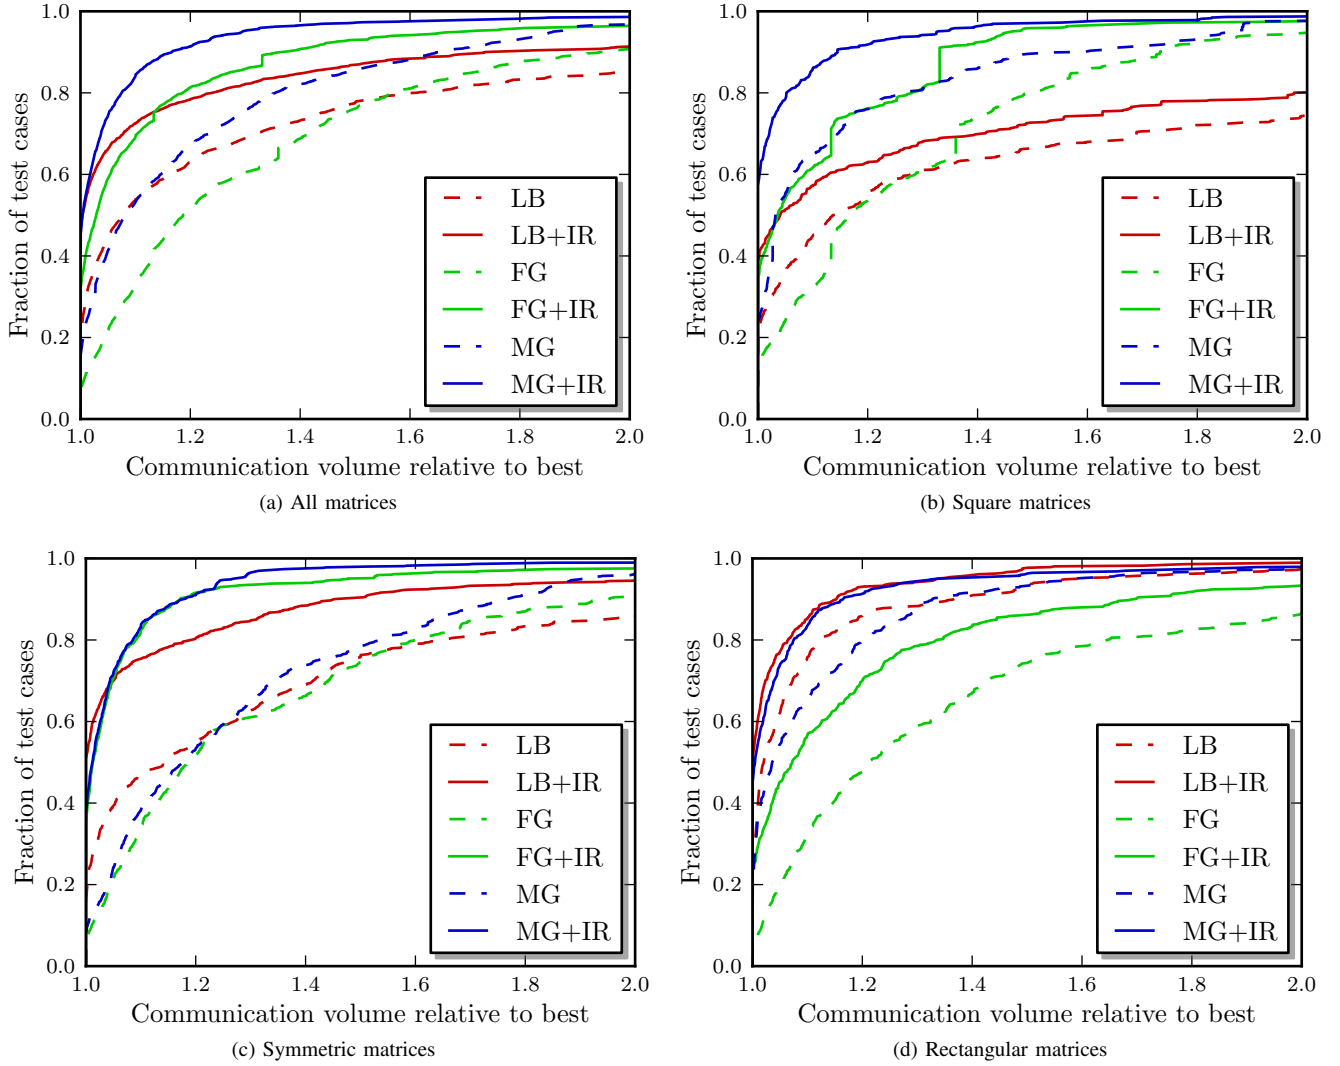 Fraction of test cases
1.0
0.8
0.6
0.4
0.2
0.0
LB
LB+IR
FG
FG+IR
MG
MG+IR
1.0 1.2 1.4 1.6 1.8 2.0
Communication volume relative to best
(a) All matrices
Fraction of test cases
1.0
0.8
0.6
0.4
0.2
0.0
LB
LB+IR
FG
FG+IR
MG
MG+IR
1.0 1.2 1.4 1.6 1.8 2.0
Communication volume relative to best
(b) Square matrices
Fraction of test cases
1.0
0.8
0.6
0.4
0.2
0.0
LB
LB+IR
FG
FG+IR
MG
MG+IR
1.0 1.2 1.4 1.6 1.8 2.0
Communication volume relative to best
(c) Symmetric matrices
Fraction of test cases
1.0
0.8
0.6
0.4
0.2
0.0
LB
LB+IR
FG
FG+IR
MG
MG+IR
1.0 1.2 1.4 1.6 1.8 2.0
Communication volume relative to best
(d) Rectangular matrices